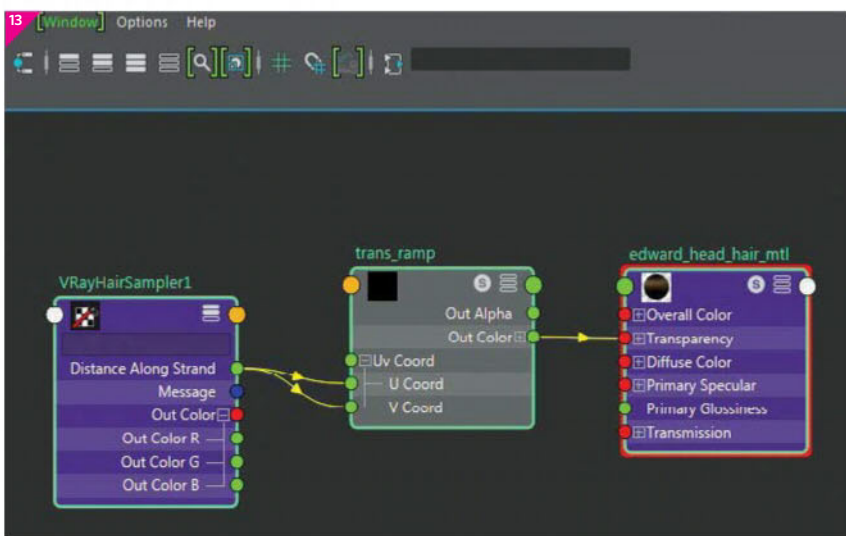 13
[Window] Options Help
VRayHairSampler1
Distance Along Strand
Message
Out Color
Out Color R
Out Color G
Out Color B
trans_ramp
Out Alpha
Out Color
Uv Coord
U Coord
V Coord
edward_head_hair_mtl
Overall Color
Transparency
Diffuse Color
Primary Specular
Primary Glossiness
Transmission